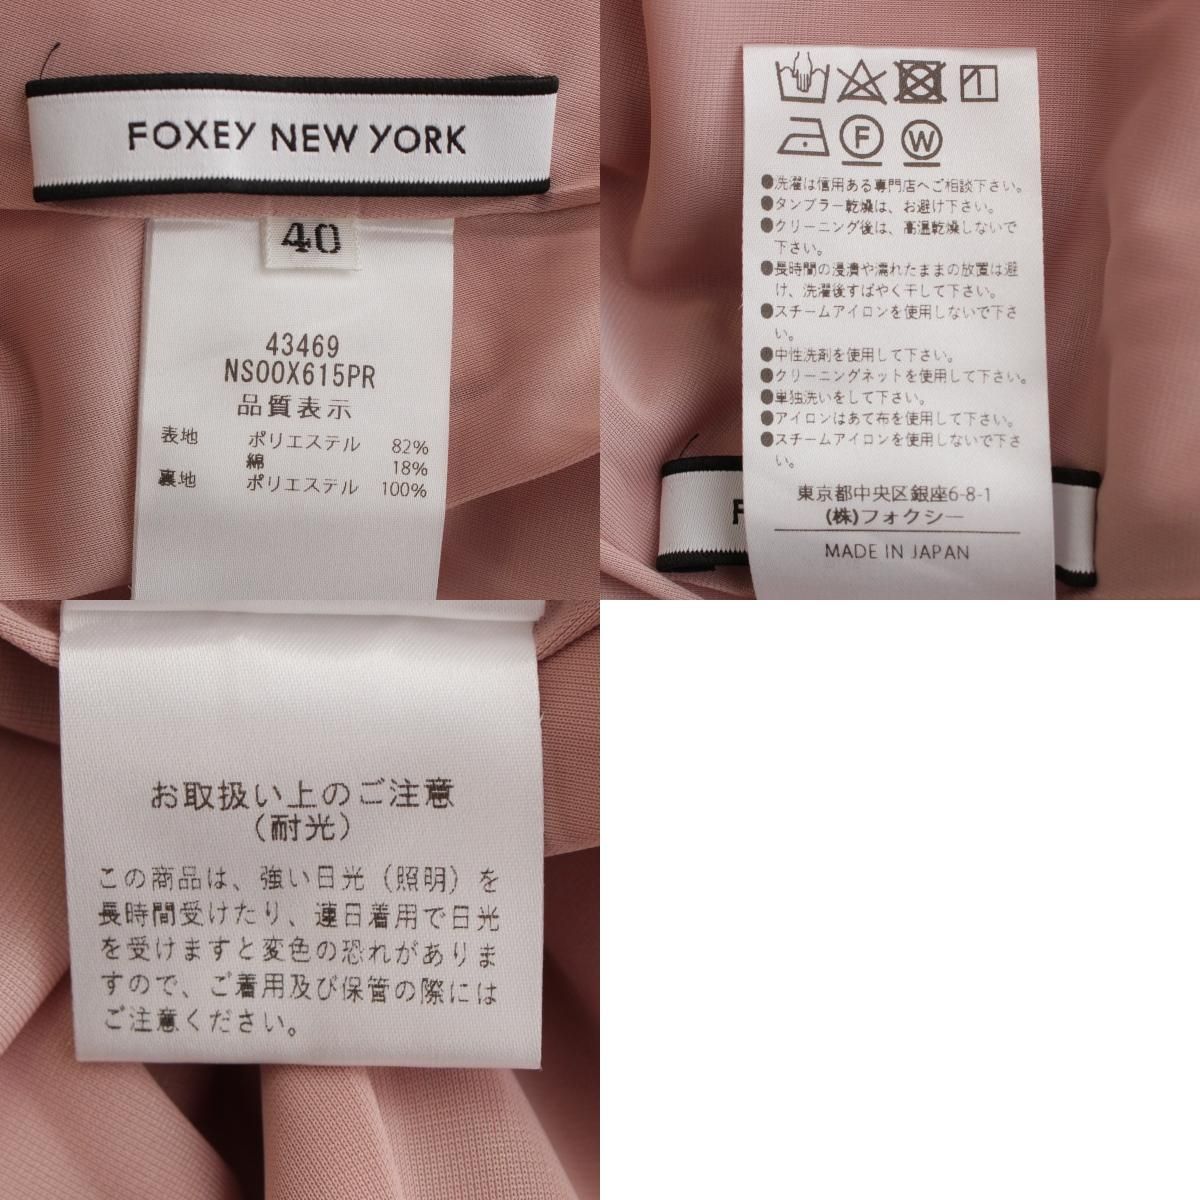 FOXEY NEW YORK
40
43469
NS00X615PR
品質表示
表地 ポリエステル 82%
綿 18%
裏地 ポリエステル 100%
1
F W
●洗濯は信用ある専門店へご相談下さい。
●タンブラー乾燥は、お避け下さい。
●クリーニング後は、高温乾燥しないで
下さい。
●長時間の浸漬や濡れたままの放置は避
け、洗濯後すばやく干して下さい。
●スチームアイロンを使用しないで下さ
い。
●中性洗剤を使用して下さい。
●クリーニングネットを使用して下さい。
●単独洗いをして下さい。
●アイロンはあて布を使用して下さい。
●スチームアイロンを使用しないで下さ
い。
東京都中央区銀座6-8-1
(株)フォクシー
MADE IN JAPAN
F
お取扱い上のご注意
(耐光)
この商品は、強い日光(照明)を
長時間受けたり、連日着用で日光
を受けますと変色の恐れがありま
すので、ご着用及び保管の際には
ご注意ください。